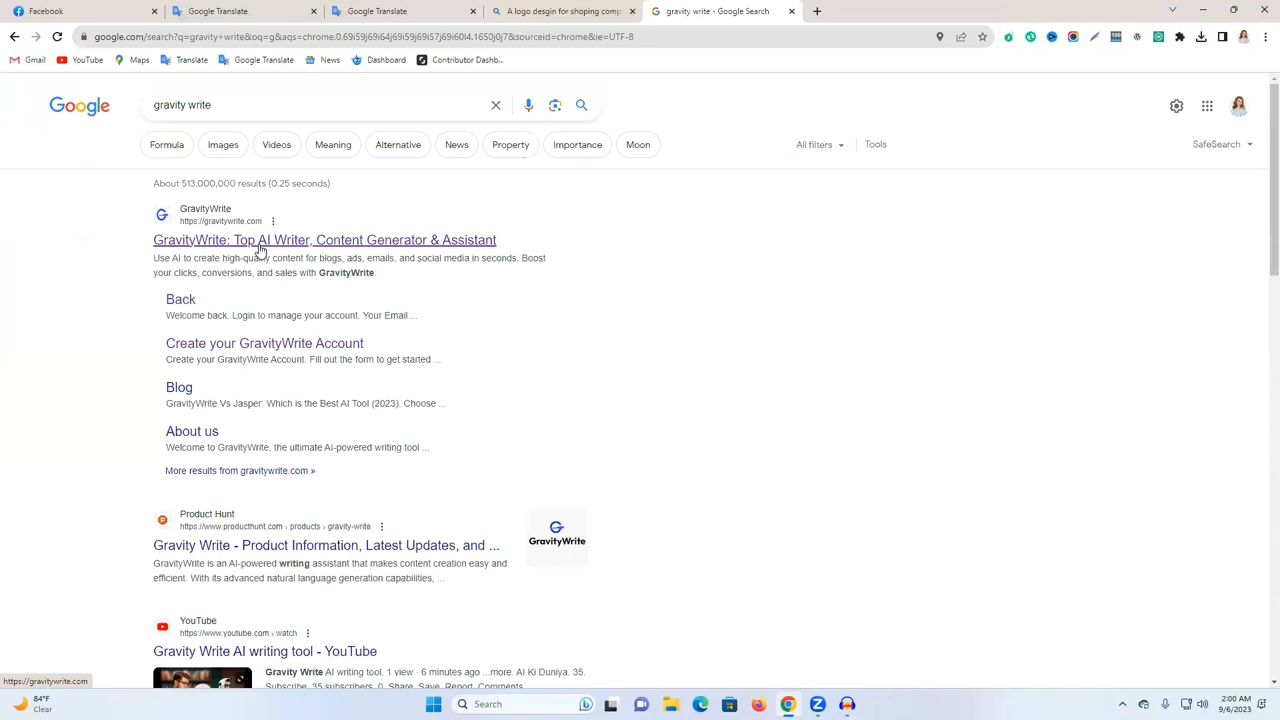 Facebook
Google Translate
Google Translate
A logo desgin for shoping comp
gravity write - Google Search
google.com/search?q=gravity+write&oq=g&aqs=chrome.0.69i59j69i64j69i59j69i57j69i60l4.1650j0j7&sourceid=chrome&ie=UTF-8
Gmail
YouTube
Maps
Translate
Google Translate
News
Dashboard
Contributor Dashb...
Google
gravity write
Formula
Images
Videos
Meaning
Alternative
News
Property
Importance
Moon
All filters
Tools
SafeSearch
About 513,000,000 results (0.25 seconds)
GravityWrite
https://gravitywrite.com
GravityWrite: Top AI Writer, Content Generator & Assistant
Use AI to create high-quality content for blogs, ads, emails, and social media in seconds. Boost
your clicks, conversions, and sales with GravityWrite.
Back
Welcome back. Login to manage your account. Your Email ...
Create your GravityWrite Account
Create your GravityWrite Account. Fill out the form to get started ...
Blog
GravityWrite Vs Jasper: Which is the Best AI Tool (2023). Choose ...
About us
Welcome to GravityWrite, the ultimate AI-powered writing tool ...
More results from gravitywrite.com »
Product Hunt
https://www.producthunt.com › products › gravity-write
Gravity Write - Product Information, Latest Updates, and ...
GravityWrite is an AI-powered writing assistant that makes content creation easy and
efficient. With its advanced natural language generation capabilities, ...
GravityWrite
YouTube
https://www.youtube.com › watch
Gravity Write AI writing tool - YouTube
Gravity Write AI writing tool. 1 view · 6 minutes ago ...more. AI Ki Duniya. 35.
Subscribe. 35 subscribers. 0. Share. Save. Report. Comments.
https://gravitywrite.com
84°F
Clear
Search
2:00 AM
9/6/2023